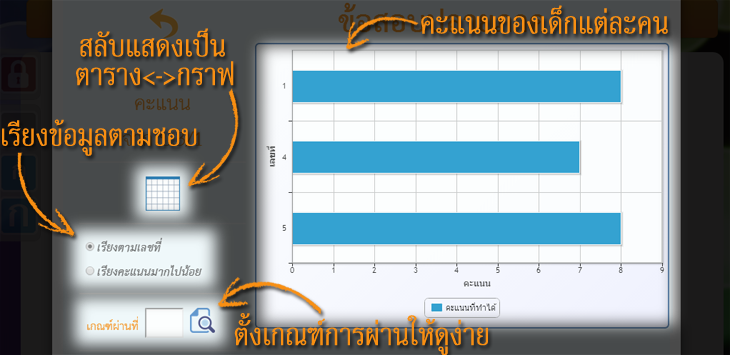 คะแนนของเด็กแต่ละคน
สลับแสดงเป็น
ตาราง<->กราฟ
คะแนน
เรียงข้อมูลตามชอบ
เรียงตามเลขที่
เรียงคะแนนมากไปน้อย
เกณฑ์ผ่านที่
เลขที่
1
4
5
0 1 2 3 4 5 6 7 8 9
คะแนน
คะแนนที่ทำได้
ตั้งเกณฑ์การผ่านให้ดูง่าย